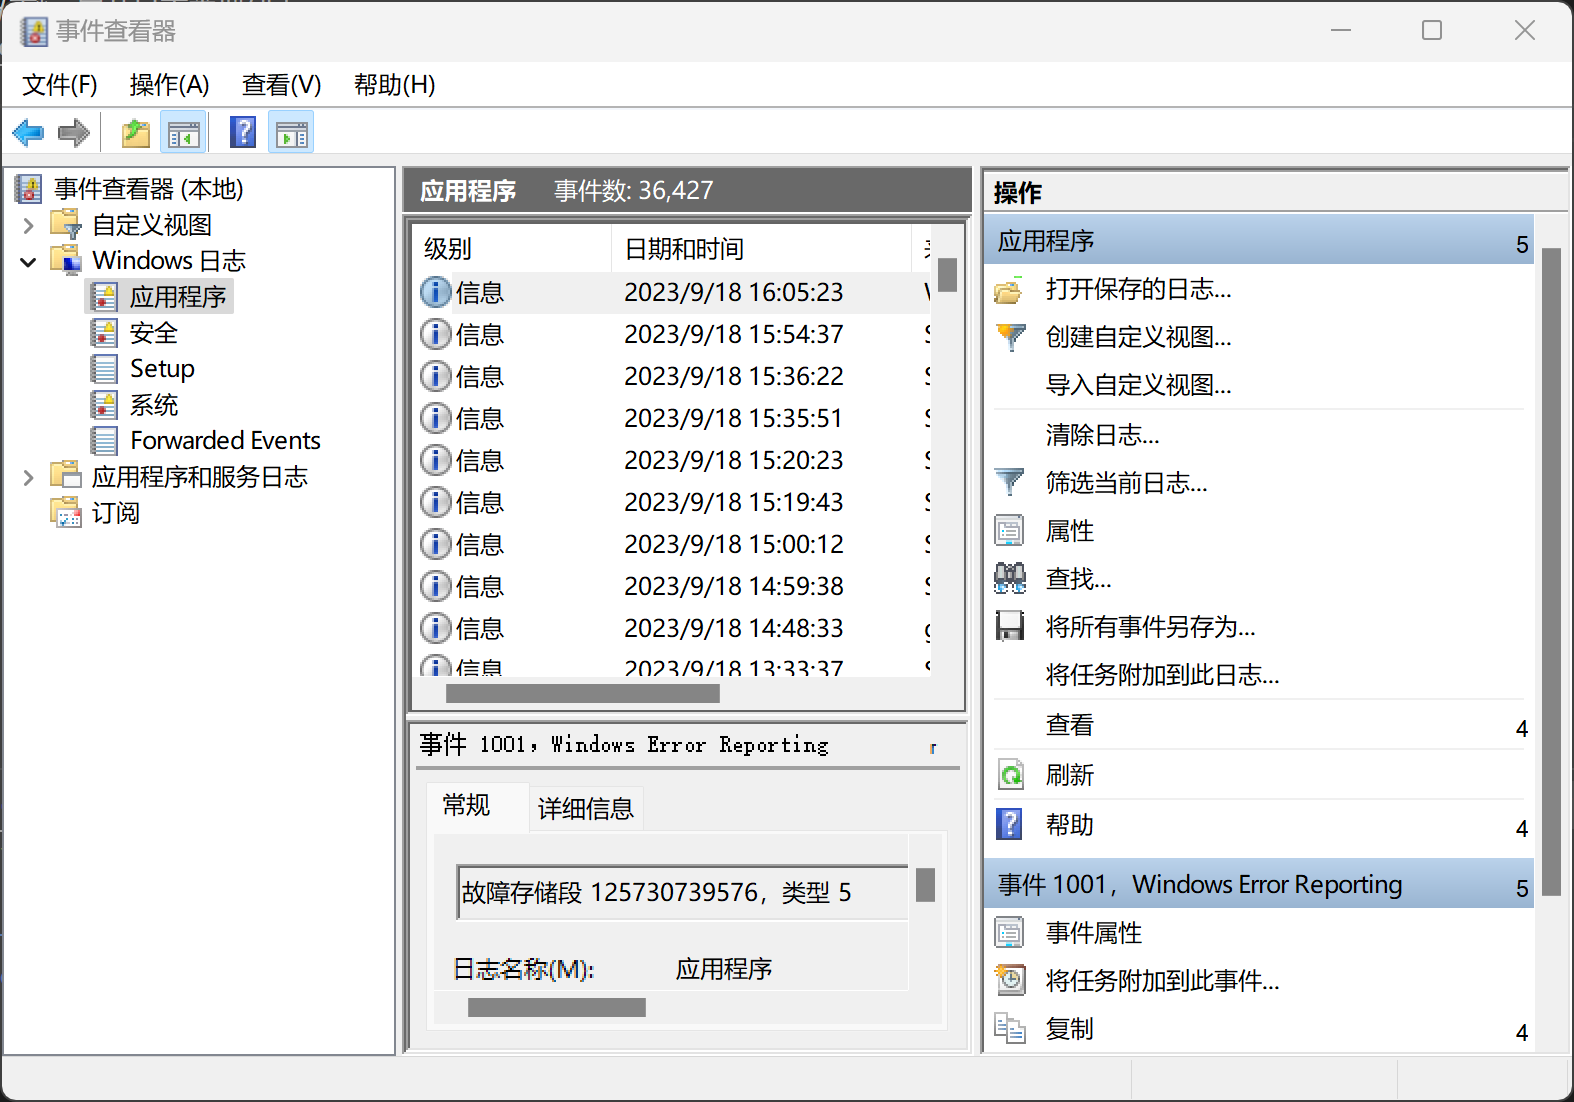 事件查看器
文件(F) 操作(A) 查看(V) 帮助(H)
事件查看器 (本地)
自定义视图
Windows 日志
应用程序
安全
Setup
系统
Forwarded Events
应用程序和服务日志
订阅
应用程序 事件数: 36,427
级别 日期和时间
信息 2023/9/18 16:05:23
信息 2023/9/18 15:54:37
信息 2023/9/18 15:36:22
信息 2023/9/18 15:35:51
信息 2023/9/18 15:20:23
信息 2023/9/18 15:19:43
信息 2023/9/18 15:00:12
信息 2023/9/18 14:59:38
信息 2023/9/18 14:48:33
信息 2023/9/18 13:33:37
事件 1001，Windows Error Reporting
常规 详细信息
故障存储段 125730739576，类型 5
日志名称(M): 应用程序
操作
应用程序 5
打开保存的日志...
创建自定义视图...
导入自定义视图...
清除日志...
筛选当前日志...
属性
查找...
将所有事件另存为...
将任务附加到此日志...
查看 4
刷新
帮助 4
事件 1001，Windows Error Reporting 5
事件属性
将任务附加到此事件...
复制 4